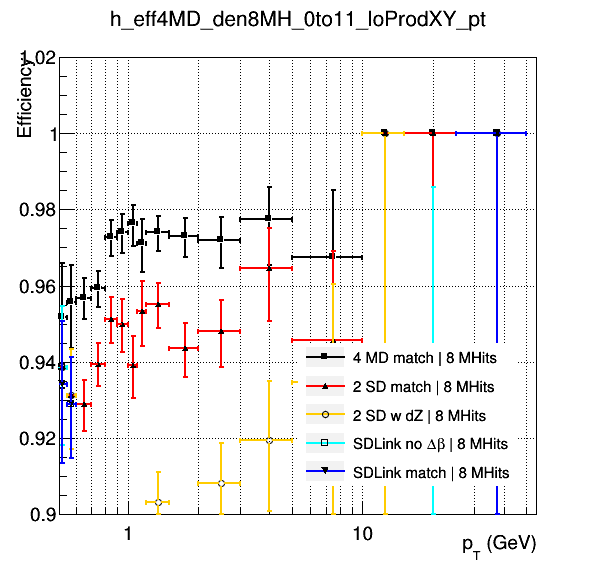 h_eff4MD_den8MH_0to11_loProdXY_pt
Efficiency
1.02
1
0.98
0.96
0.94
0.92
0.9
4 MD match | 8 MHits
2 SD match | 8 MHits
2 SD w dZ | 8 MHits
SDLink no Δβ | 8 MHits
SDLink match | 8 MHits
1
10
p_T (GeV)